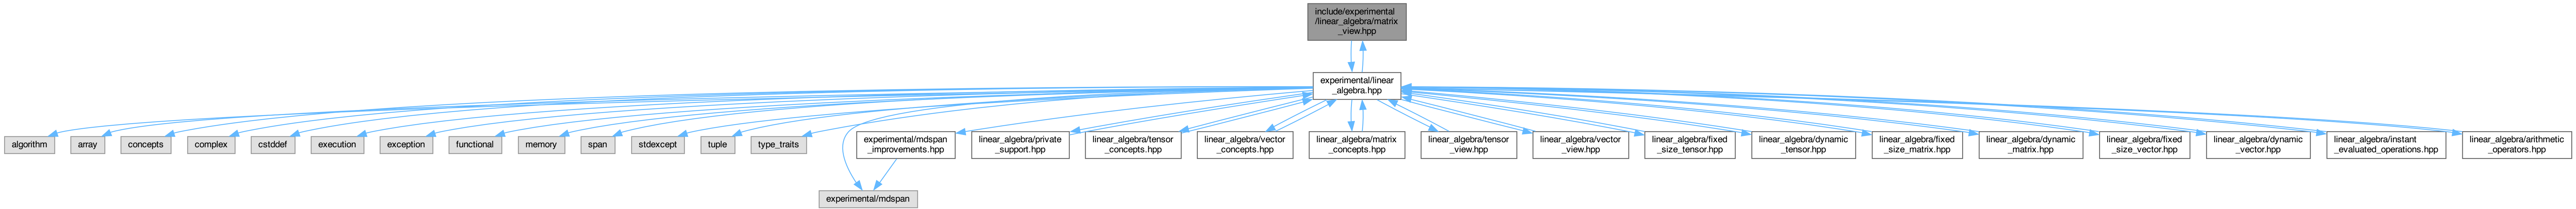 include/experimental
/linear_algebra/matrix
_view.hpp
experimental/linear
_algebra.hpp
algorithm
array
concepts
complex
cstddef
execution
exception
functional
memory
span
stdexcept
tuple
type_traits
experimental/mdspan
_improvements.hpp
linear_algebra/private
_support.hpp
linear_algebra/tensor
_concepts.hpp
linear_algebra/vector
_concepts.hpp
linear_algebra/matrix
_concepts.hpp
linear_algebra/tensor
_view.hpp
linear_algebra/vector
_view.hpp
linear_algebra/fixed
_size_tensor.hpp
linear_algebra/dynamic
_tensor.hpp
linear_algebra/fixed
_size_matrix.hpp
linear_algebra/dynamic
_matrix.hpp
linear_algebra/fixed
_size_vector.hpp
linear_algebra/dynamic
_vector.hpp
linear_algebra/instant
_evaluated_operations.hpp
linear_algebra/arithmetic
_operators.hpp
experimental/mdspan